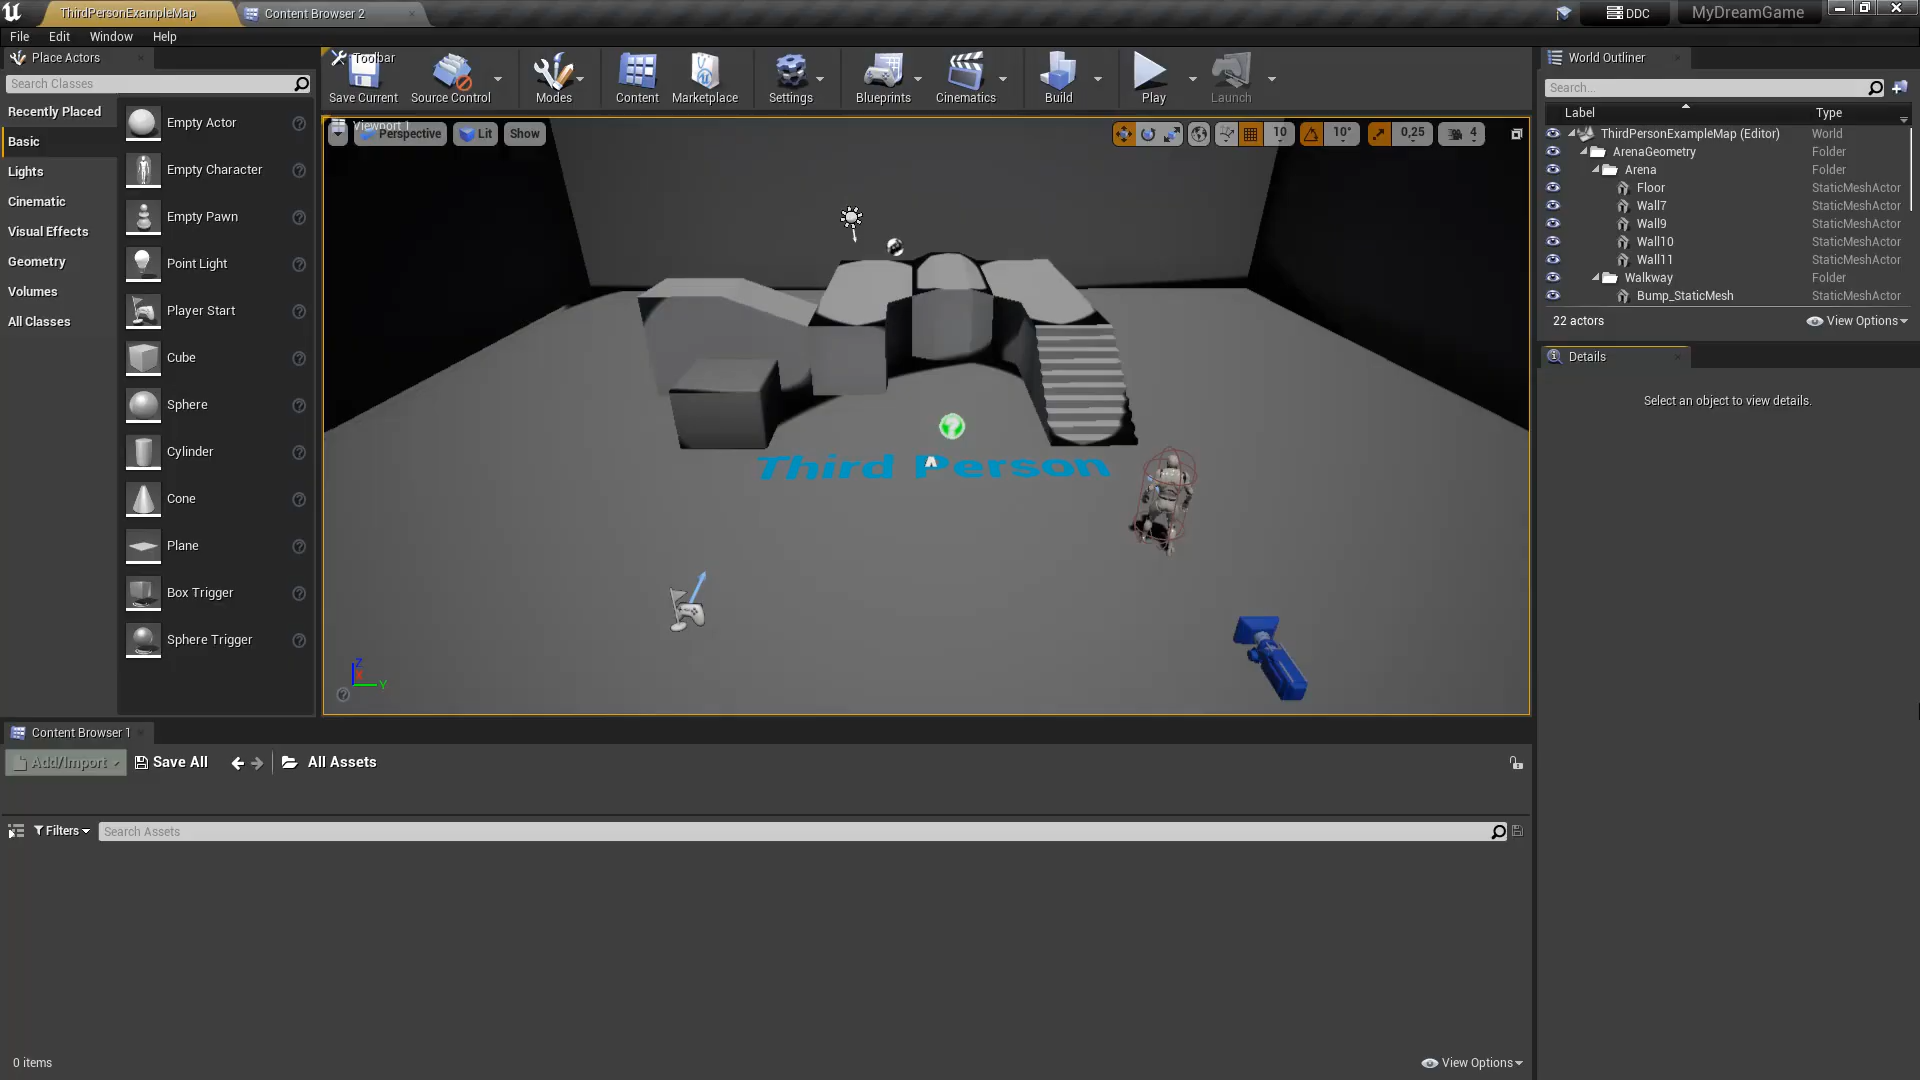 ThirdPersonExampleMap
Content Browser 2
DDC
MyDreamGame
File Edit Window Help
Place Actors
Search Classes
Recently Placed
Basic
Lights
Cinematic
Visual Effects
Geometry
Volumes
All Classes
Empty Actor
Empty Character
Empty Pawn
Point Light
Player Start
Cube
Sphere
Cylinder
Cone
Plane
Box Trigger
Sphere Trigger
Toolbar
Save Current
Source Control
Modes
Content
Marketplace
Settings
Blueprints
Cinematics
Build
Play
Launch
Viewport 1
Perspective
Lit
Show
10
10°
0,25
4
Third Person
Z
X
Y
World Outliner
Search...
Label Type
ThirdPersonExampleMap (Editor) World
ArenaGeometry Folder
Arena Folder
Floor StaticMeshActor
Wall7 StaticMeshActor
Wall9 StaticMeshActor
Wall10 StaticMeshActor
Wall11 StaticMeshActor
Walkway Folder
Bump_StaticMesh StaticMeshActor
22 actors
View Options
Details
Select an object to view details.
Content Browser 1
Add/Import
Save All
All Assets
Filters
Search Assets
0 items
View Options